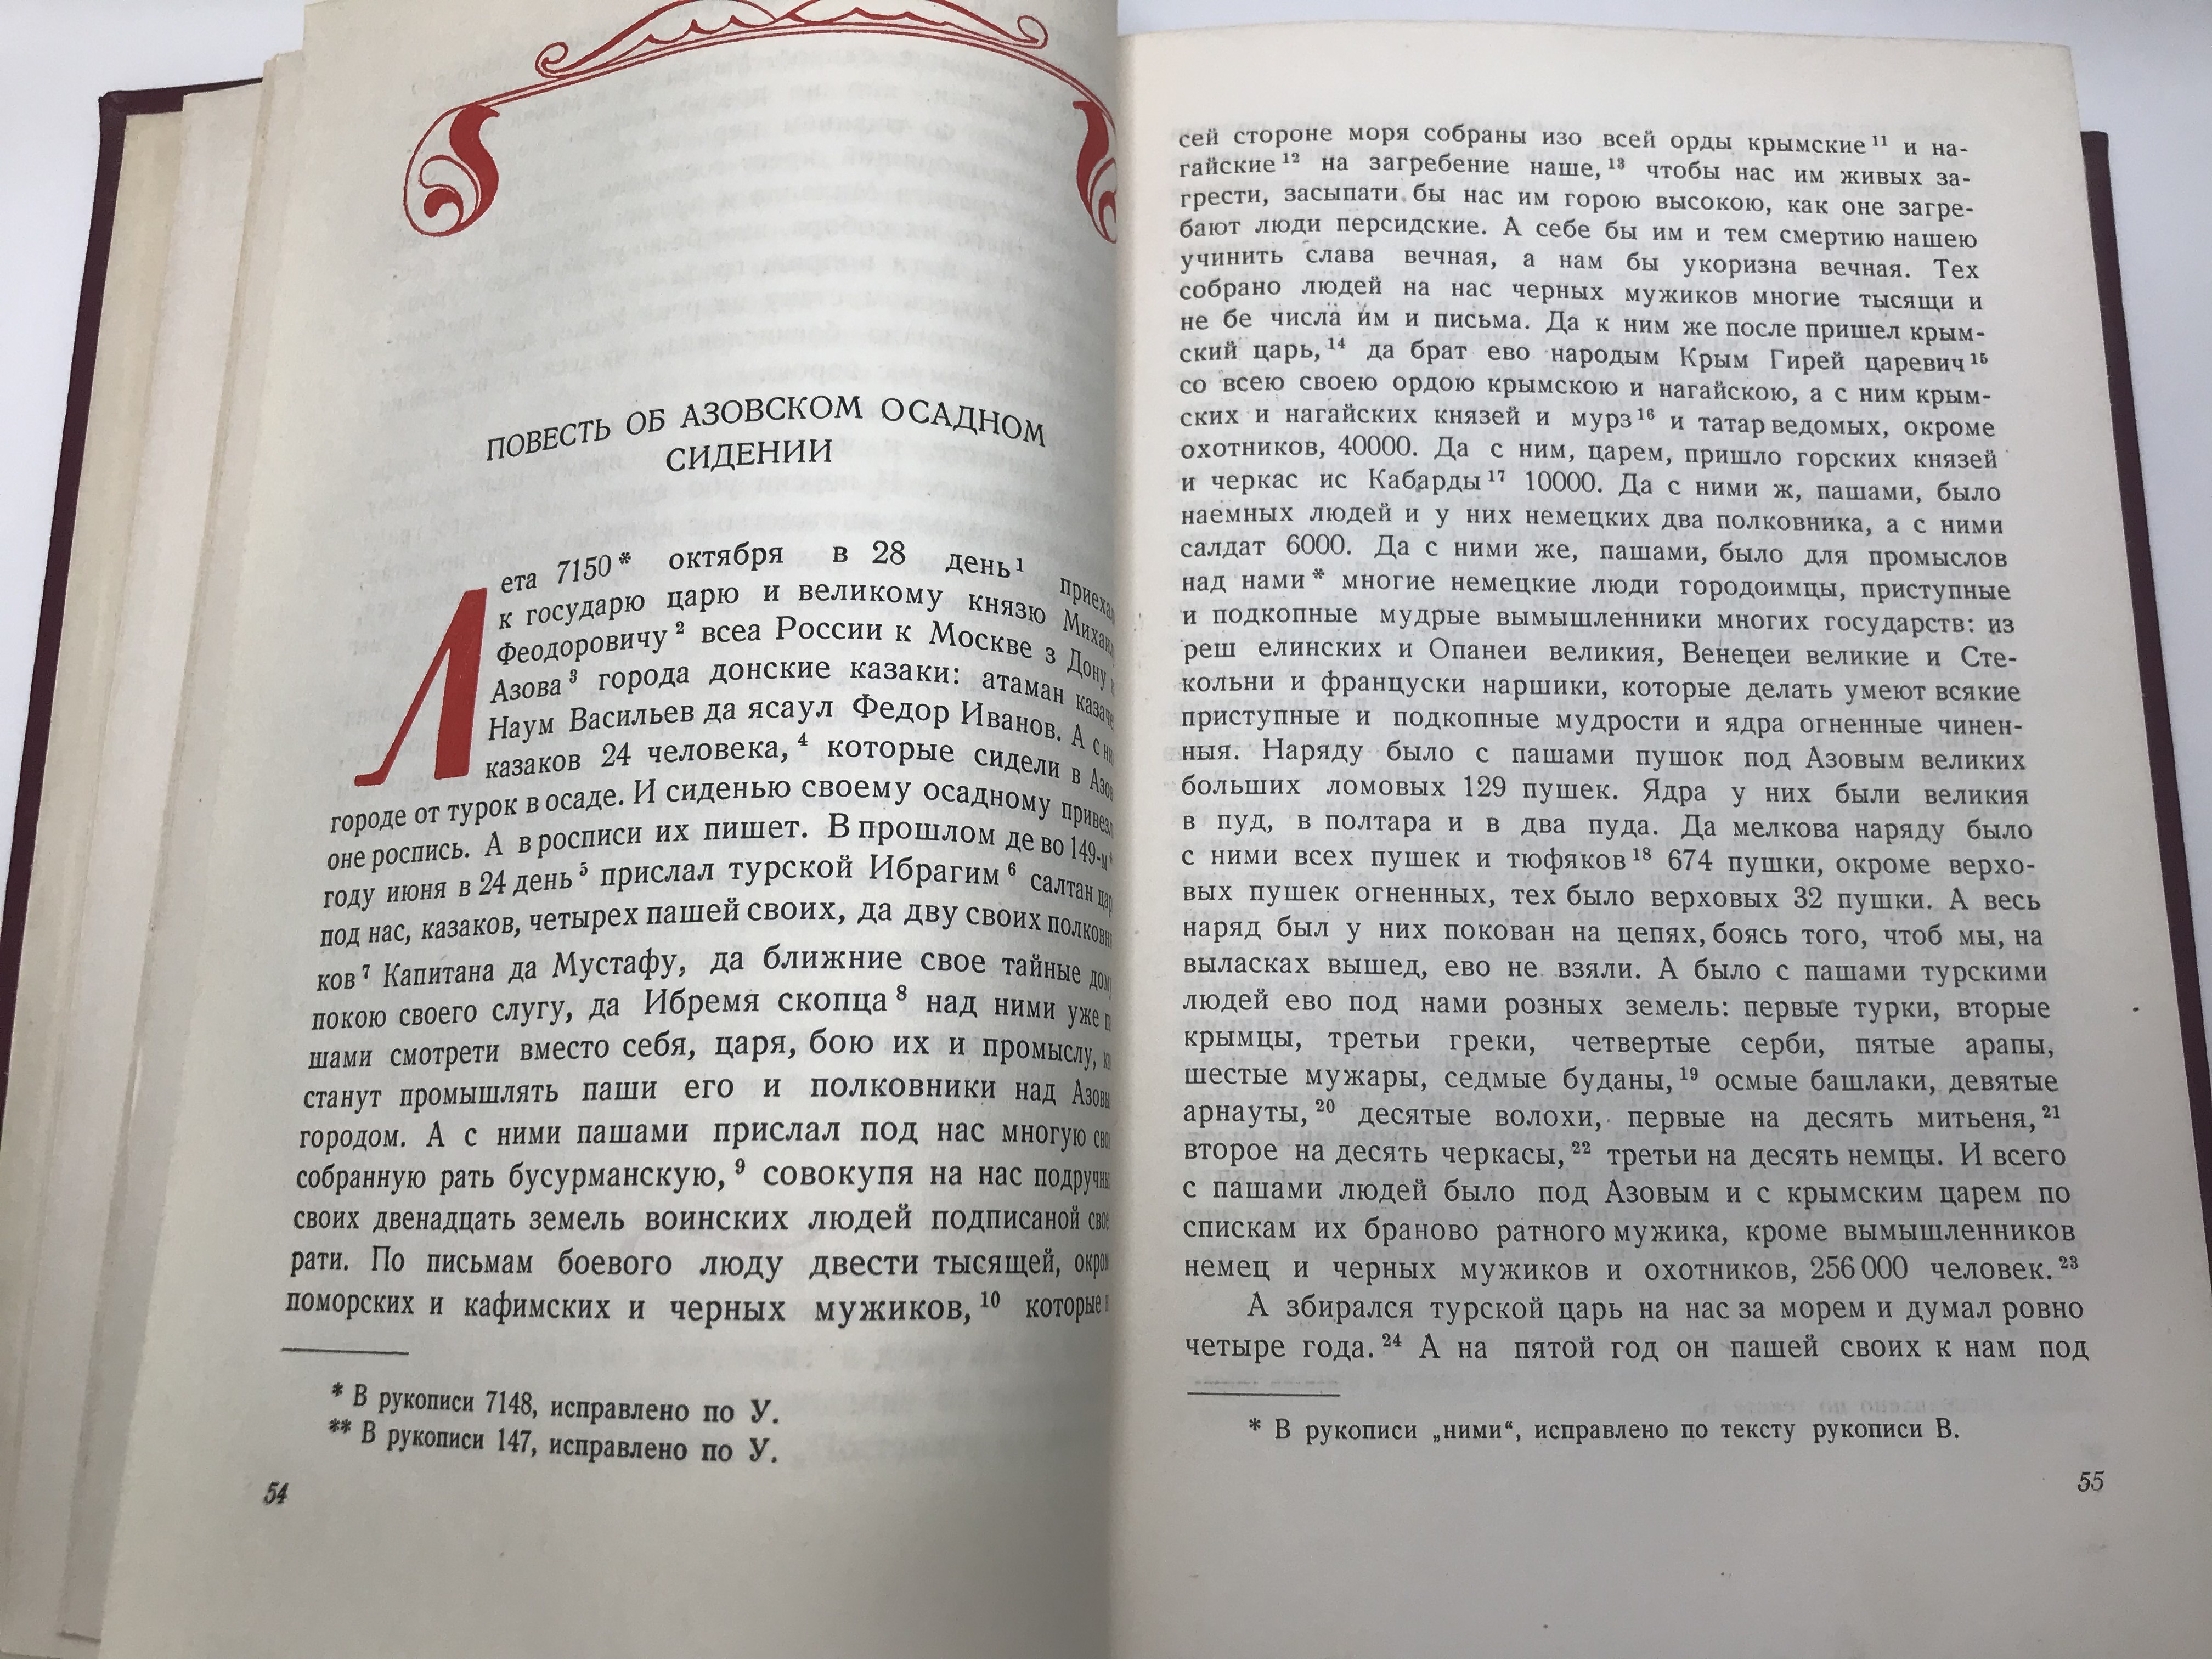 ПОВЕСТЬ ОБ АЗОВСКОМ ОСАДНОМ
СИДЕНИИ
Лета 7150* октября в 28 день¹
к государю царю и великому князю
Феодоровичу² всеа России к Москве з Дону
Азова³ города донские казаки: атаман
Наум Васильев да ясаул Федор Иванов. А с
казаков 24 человека,⁴ которые сидели в
городе от турок в осаде. И сиденью своему осадному
оне роспись. А в росписи их пишет. В прошлом де во 149-м*
году июня в 24 день⁵ прислал турской Ибрагим⁶ салтан
под нас, казаков, четырех пашей своих, да дву своих
ков⁷ Капитана да Мустафу, да ближние свое тайные
покою своего слугу, да Ибремя скопца⁸ над ними уже
шами смотрети вместо себя, царя, бою их и промыслу,
станут промышлять паши его и полковники над
городом. А с ними пашами прислал под нас многую
собранную рать бусурманскую,⁹ совокупя на нас
своих двенадцать земель воинских людей подписаной
рати. По письмам боевого люду двести тысящей,
поморских и кафимских и черных мужиков,¹⁰ которые
* В рукописи 7148, исправлено по У.
** В рукописи 147, исправлено по У.
54
сей стороне моря собраны изо всей орды крымские¹¹ и на-
гайские¹² на загребение наше,¹³ чтобы нас им живых за-
грести, засыпати бы нас им горою высокою, как оне загре-
бают люди персидские. А себе бы им и тем смертию нашею
учинить слава вечная, а нам бы укоризна вечная. Тех
собрано людей на нас черных мужиков многие тысящи и
не бе числа им и письма. Да к ним же после пришел крым-
ский царь,¹⁴ да брат ево народым Крым Гирей царевич¹⁵
со всею своею ордою крымскою и нагайскою, а с ним крым-
ских и нагайских князей и мурз¹⁶ и татар ведомых, окроме
охотников, 40000. Да с ним, царем, пришло горских князей
и черкас ис Кабарды¹⁷ 10000. Да с ними ж, пашами, было
наемных людей и у них немецких два полковника, а с ними
салдат 6000. Да с ними же, пашами, было для промыслов
над нами* многие немецкие люди городоимцы, приступные
и подкопные мудрые вымышленники многих государств: из
реш елинских и Опанеи великия, Венецеи великие и Сте-
кольни и француски наршики, которые делать умеют всякие
приступные и подкопные мудрости и ядра огненные чинен-
ныя. Наряду было с пашами пушок под Азовым великих
больших ломовых 129 пушек. Ядра у них были великия
в пуд, в полтара и в два пуда. Да мелкова наряду было
с ними всех пушек и тюфяков¹⁸ 674 пушки, окроме верхо-
вых пушек огненных, тех было верховых 32 пушки. А весь
наряд был у них покован на цепях, боясь того, чтоб мы, на
выласках вышед, ево не взяли. А было с пашами турскими
людей ево под нами розных земель: первые турки, вторые
крымцы, третьи греки, четвертые серби, пятые арапы,
шестые мужары, седмые буданы,¹⁹ осмые башлаки, девятые
арнауты,²⁰ десятые волохи, первые на десять митьеня,²¹
второе на десять черкасы,²² третьи на десять немцы. И всего
с пашами людей было под Азовым и с крымским царем по
спискам их браново ратного мужика, кроме вымышленников
немец и черных мужиков и охотников, 256 000 человек.²³
А збирался турской царь на нас за морем и думал ровно
четыре года.²⁴ А на пятой год он пашей своих к нам под
* В рукописи „ними“, исправлено по тексту рукописи В.
55